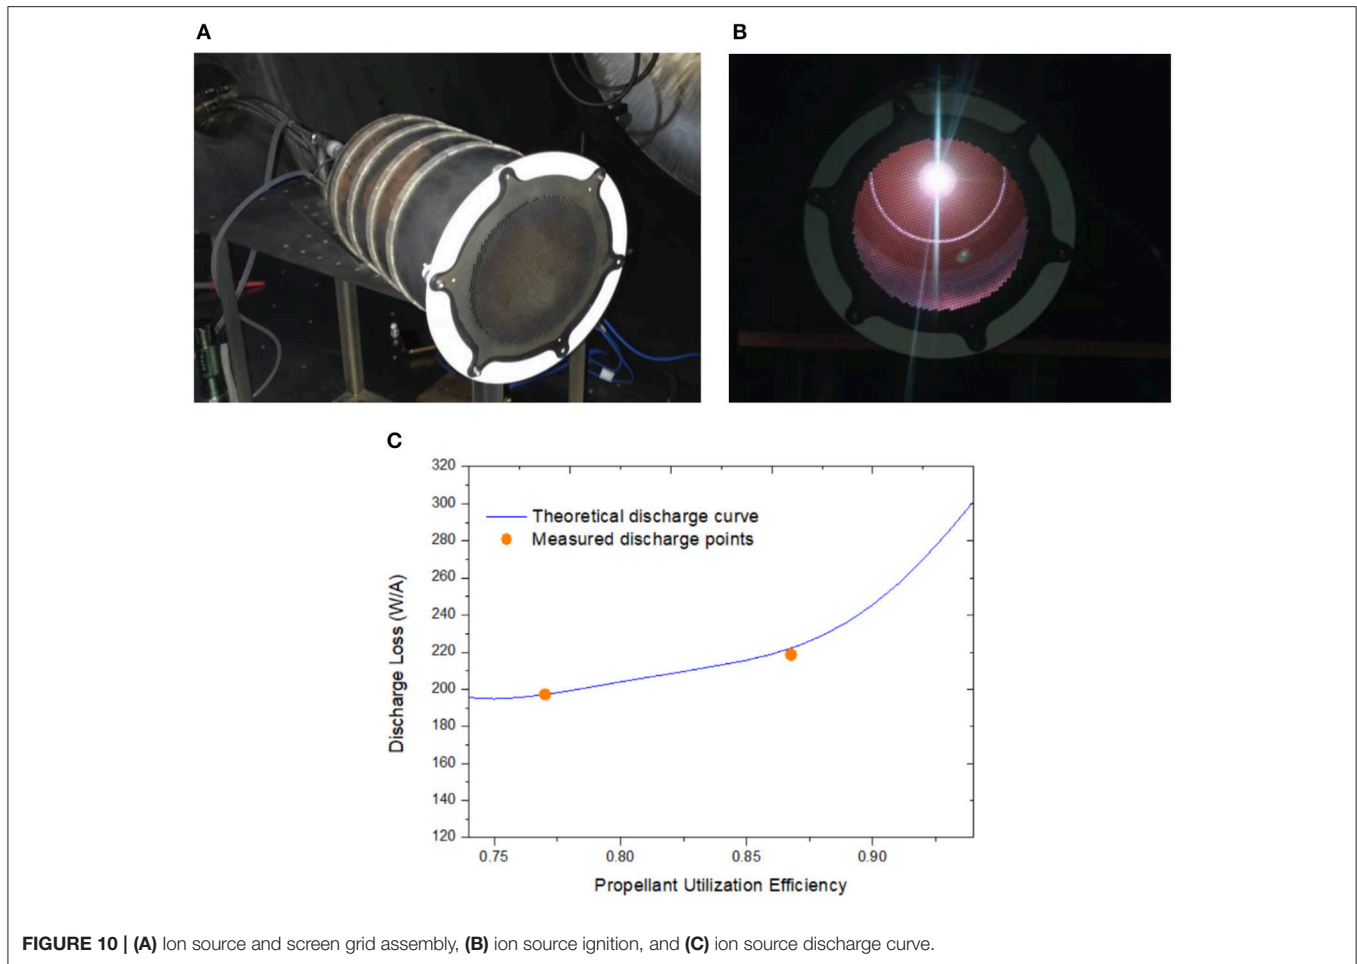 A
B
C
320
300
280
260
240
220
200
180
160
140
120
Discharge Loss (W/A)
Theoretical discharge curve
Measured discharge points
0.75 0.80 0.85 0.90
Propellant Utilization Efficiency
FIGURE 10 | (A) Ion source and screen grid assembly, (B) ion source ignition, and (C) ion source discharge curve.